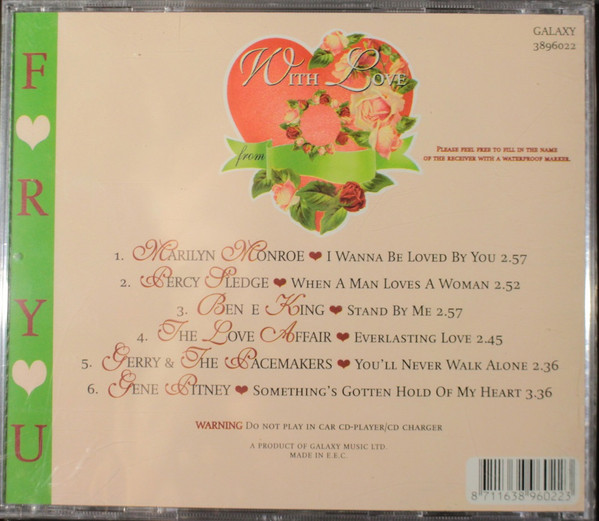 F♥R Y♥U
GALAXY
3896022
With Love
from
Please feel free to fill in the name
of the receiver with a waterproof marker.
1. Marilyn Monroe ♥ I Wanna Be Loved By You 2.57
2. Percy Sledge ♥ When A Man Loves A Woman 2.52
3. Ben E King ♥ Stand By Me 2.57
4. The Love Affair ♥ Everlasting Love 2.45
5. Gerry & The Pacemakers ♥ You'll Never Walk Alone 2.36
6. Gene Pitney ♥ Something's Gotten Hold Of My Heart 3.36
WARNING Do not play in car CD-player/CD charger
A PRODUCT OF GALAXY MUSIC LTD.
MADE IN E.E.C.
8 711638 960223